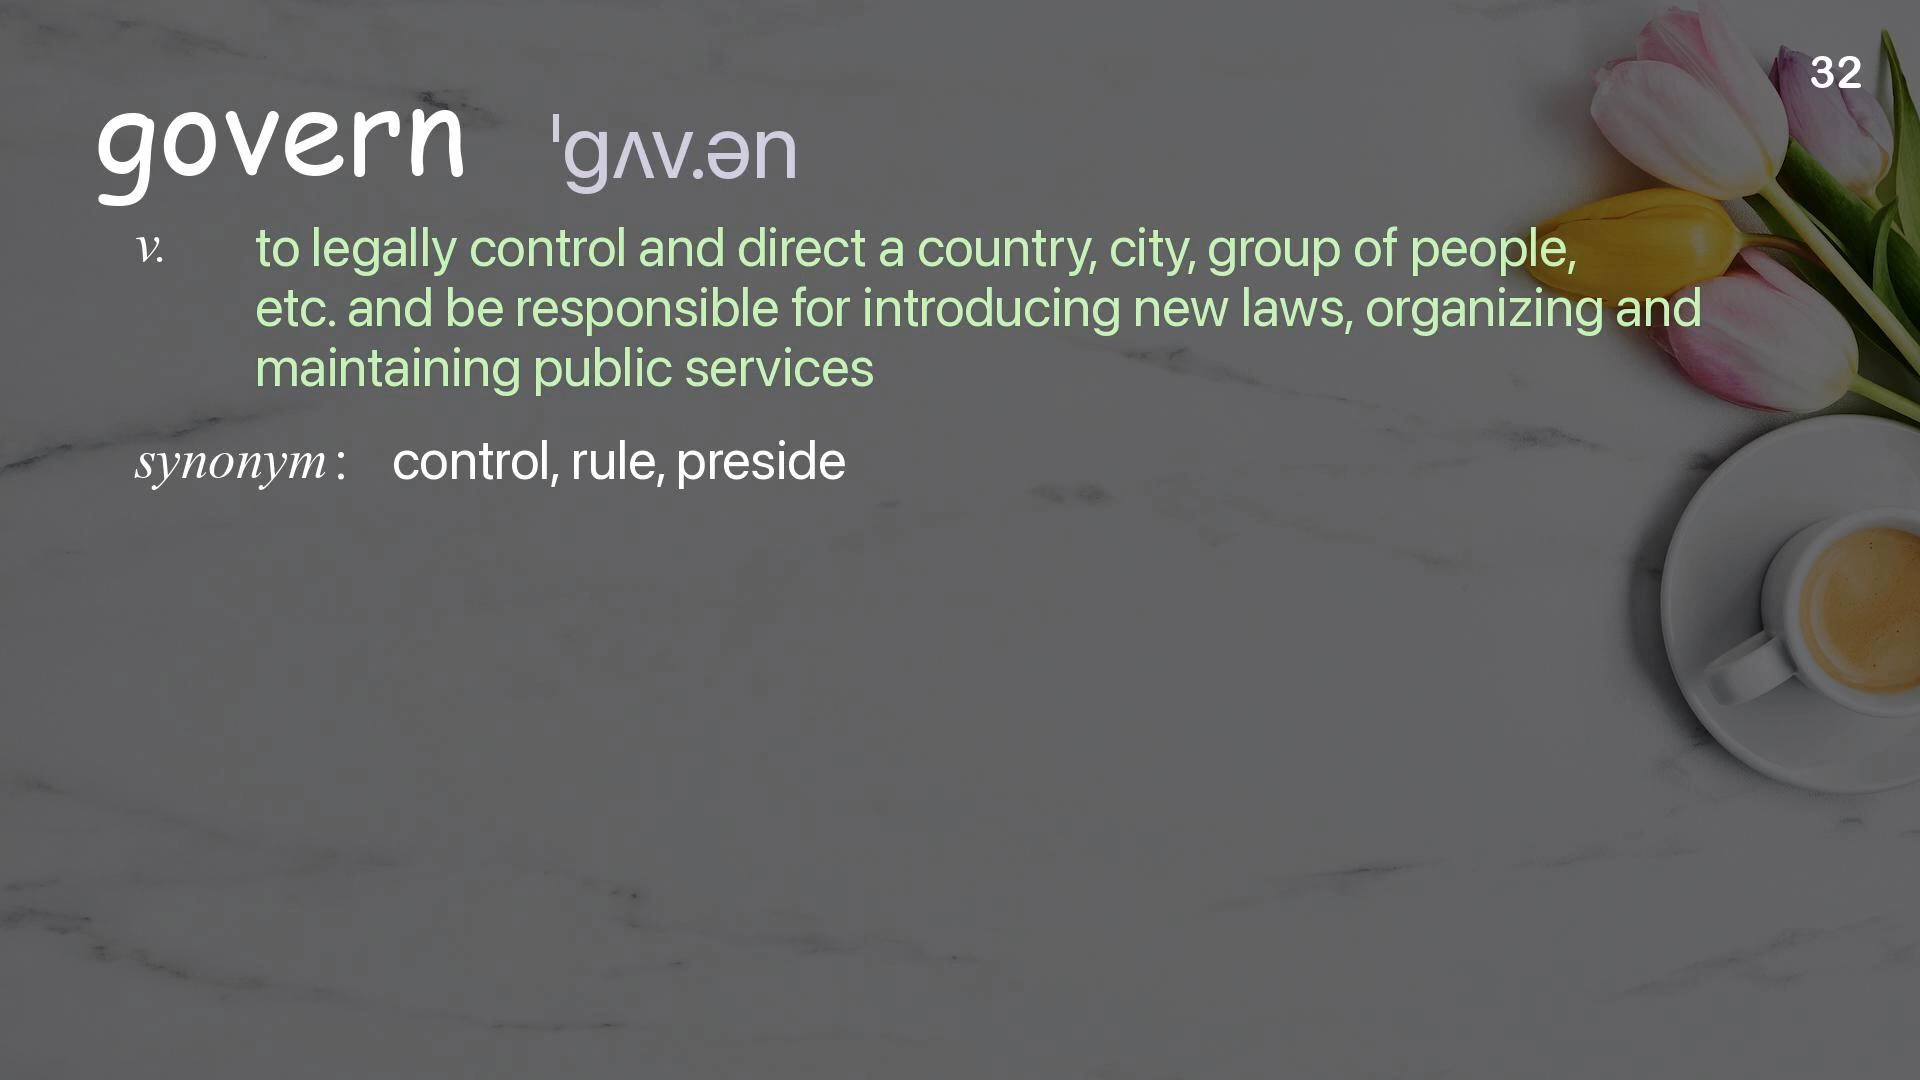 32
govern ˈɡʌv.ən
v. to legally control and direct a country, city, group of people,
etc. and be responsible for introducing new laws, organizing and
maintaining public services
synonym : control, rule, preside